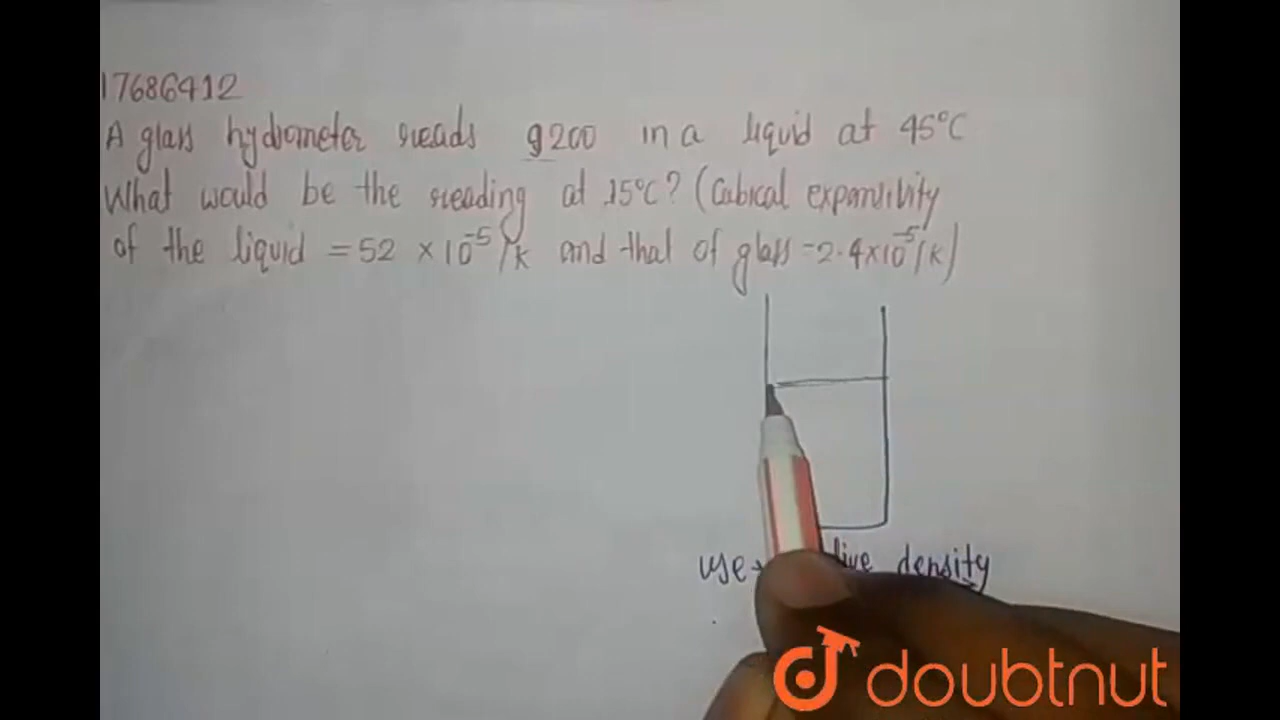 17686412
A glass hydrometer reads 9200 in a liquid at 45°C
What would be the reading at 15°C? (Cubical expansivity
of the liquid = 52 × 10⁻⁵/K and that of glass = 2.4×10⁻⁵/K)
use → density
doubtnut